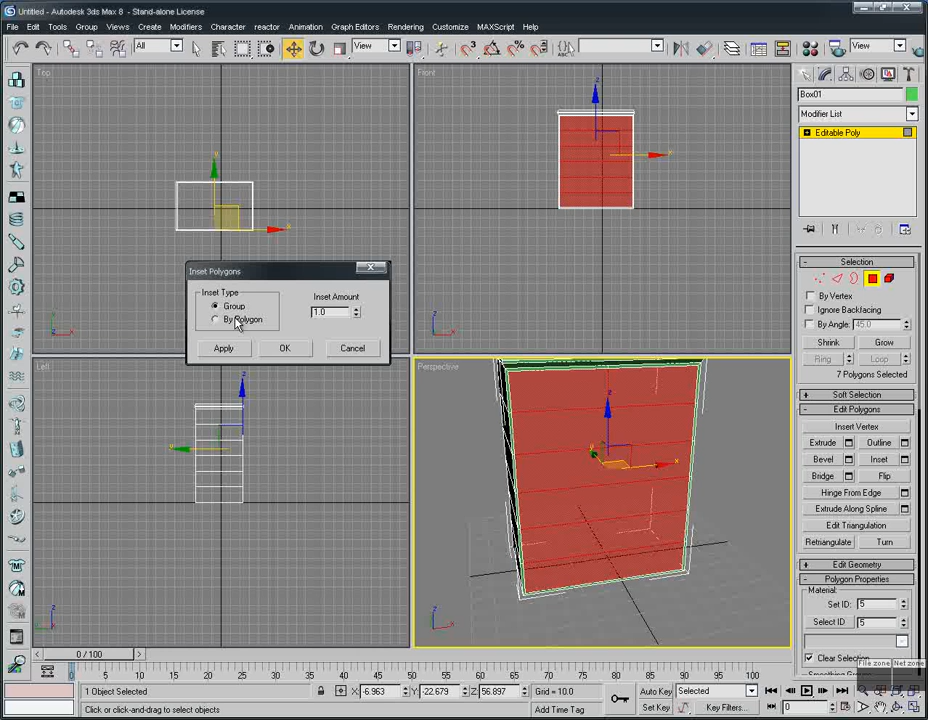 Untitled - Autodesk 3ds Max 8 - Stand-alone License
File Edit Tools Group Views Create Modifiers Character reactor Animation Graph Editors Rendering Customize MAXScript Help
All View View
Top Front Box01
Modifier List
Editable Poly
z
x
Inset Polygons
Inset Type
Group
By Polygon
Inset Amount
1.0
Apply OK Cancel
Left Perspective
Selection
By Vertex
Ignore Backfacing
By Angle: 45.0
Shrink Grow
Ring Loop
7 Polygons Selected
Soft Selection
Edit Polygons
Insert Vertex
Extrude Outline
Bevel Inset
Bridge Flip
Hinge From Edge
Extrude Along Spline
Edit Triangulation
Retriangulate Turn
Edit Geometry
Polygon Properties
Material:
Set ID: 5
Select ID 5
Clear Selection
File zone Net zone
0 / 100
0 5 10 15 20 25 30 35 40 45 50 55 60 65 70 75 80 85 90 95 100
1 Object Selected X: -6.963 Y: -22.679 Z: 56.897 Grid = 10.0 Auto Key Selected
Click or click-and-drag to select objects Add Time Tag Set Key Key Filters... 0